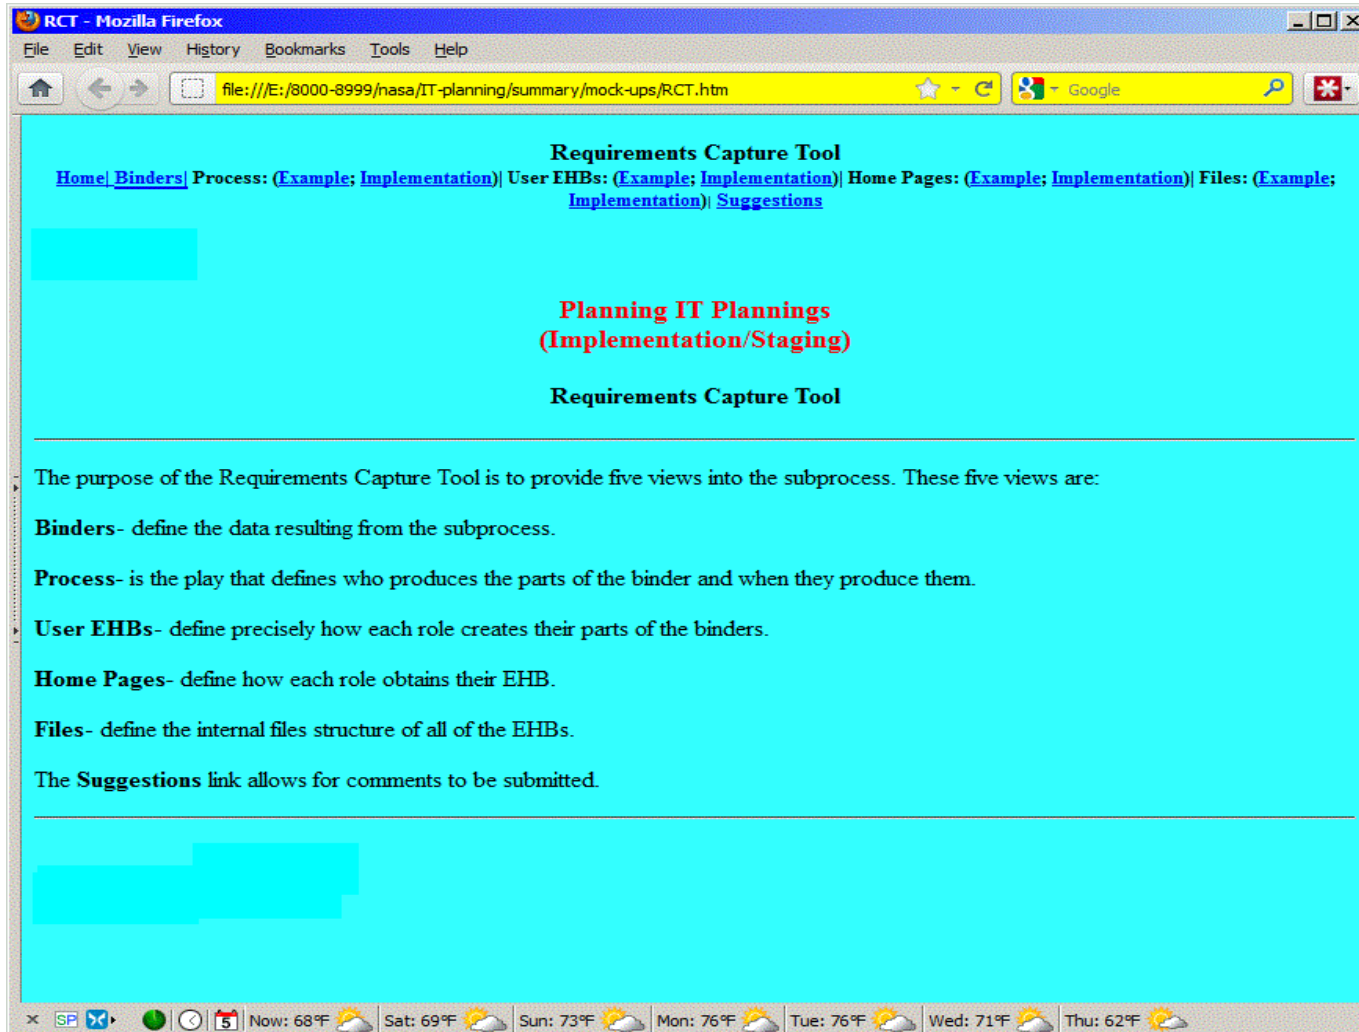 RCT - Mozilla Firefox
File Edit View History Bookmarks Tools Help
file:///E:/8000-8999/nasa/IT-planning/summary/mock-ups/RCT.htm Google
Requirements Capture Tool
Home| Binders| Process: (Example; Implementation)| User EHBs: (Example; Implementation)| Home Pages: (Example; Implementation)| Files: (Example;
Implementation)| Suggestions
Planning IT Plannings
(Implementation/Staging)
Requirements Capture Tool
The purpose of the Requirements Capture Tool is to provide five views into the subprocess. These five views are:
Binders- define the data resulting from the subprocess.
Process- is the play that defines who produces the parts of the binder and when they produce them.
User EHBs- define precisely how each role creates their parts of the binders.
Home Pages- define how each role obtains their EHB.
Files- define the internal files structure of all of the EHBs.
The Suggestions link allows for comments to be submitted.
SP 5 Now: 68°F Sat: 69°F Sun: 73°F Mon: 76°F Tue: 76°F Wed: 71°F Thu: 62°F